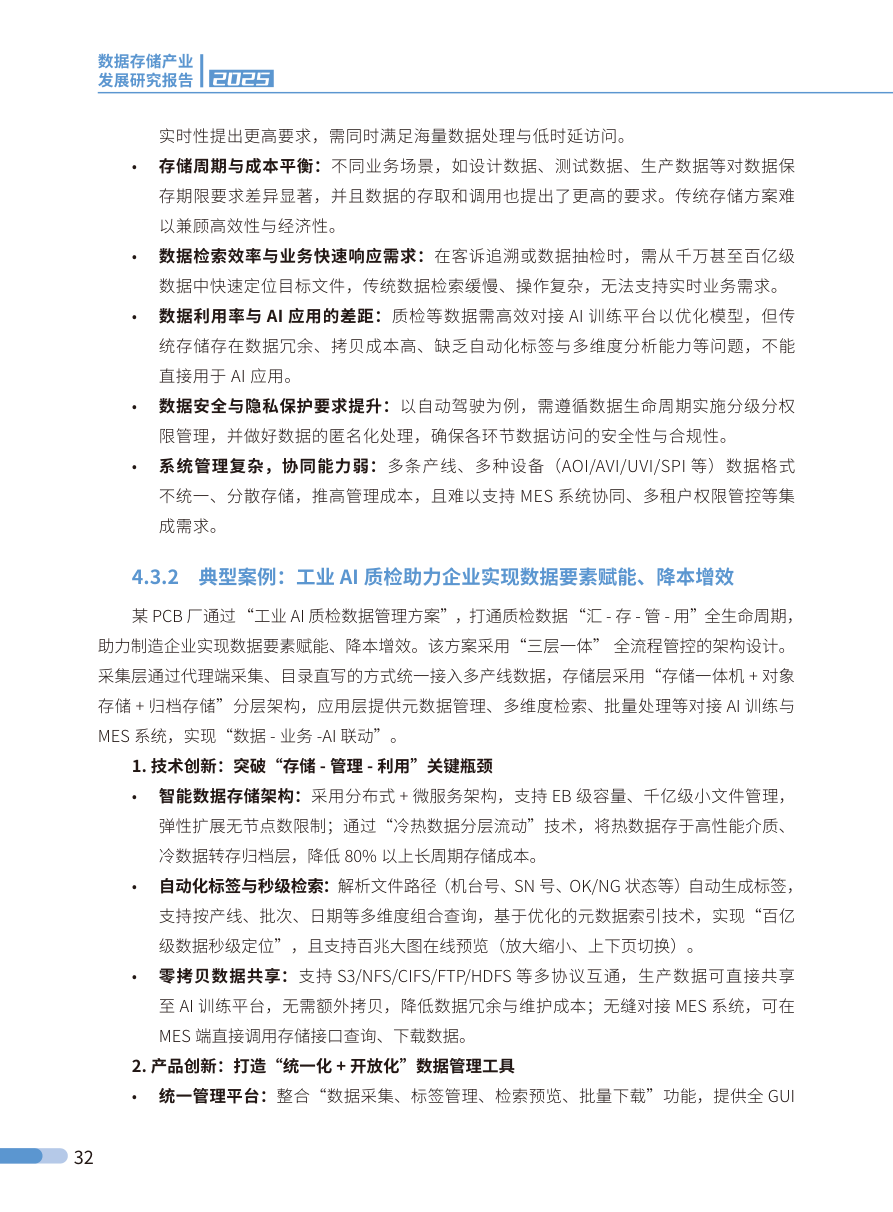 数据存储产业
发展研究报告 2025
实时性提出更高要求，需同时满足海量数据处理与低时延访问。
• 存储周期与成本平衡：不同业务场景，如设计数据、测试数据、生产数据等对数据保
存期限要求差异显著，并且数据的存取和调用也提出了更高的要求。传统存储方案难
以兼顾高效性与经济性。
• 数据检索效率与业务快速响应需求：在客诉追溯或数据抽检时，需从千万甚至百亿级
数据中快速定位目标文件，传统数据检索缓慢、操作复杂，无法支持实时业务需求。
• 数据利用率与 AI 应用的差距：质检等数据需高效对接 AI 训练平台以优化模型，但传
统存储存在数据冗余、拷贝成本高、缺乏自动化标签与多维度分析能力等问题，不能
直接用于 AI 应用。
• 数据安全与隐私保护要求提升：以自动驾驶为例，需遵循数据生命周期实施分级分权
限管理，并做好数据的匿名化处理，确保各环节数据访问的安全性与合规性。
• 系统管理复杂，协同能力弱：多条产线、多种设备（AOI/AVI/UVI/SPI 等）数据格式
不统一、分散存储，推高管理成本，且难以支持 MES 系统协同、多租户权限管控等集
成需求。
4.3.2 典型案例：工业 AI 质检助力企业实现数据要素赋能、降本增效
某 PCB 厂通过 “工业 AI 质检数据管理方案”，打通质检数据 “汇 - 存 - 管 - 用” 全生命周期，
助力制造企业实现数据要素赋能、降本增效。该方案采用“三层一体” 全流程管控的架构设计。
采集层通过代理端采集、目录直写的方式统一接入多产线数据，存储层采用“存储一体机 + 对象
存储 + 归档存储”分层架构，应用层提供元数据管理、多维度检索、批量处理等对接 AI 训练与
MES 系统，实现“数据 - 业务 -AI 联动”。
1. 技术创新：突破“存储 - 管理 - 利用”关键瓶颈
• 智能数据存储架构：采用分布式 + 微服务架构，支持 EB 级容量、千亿级小文件管理，
弹性扩展无节点数限制；通过“冷热数据分层流动”技术，将热数据存于高性能介质、
冷数据转存归档层，降低 80% 以上长周期存储成本。
• 自动化标签与秒级检索：解析文件路径（机台号、SN 号、OK/NG 状态等）自动生成标签，
支持按产线、批次、日期等多维度组合查询，基于优化的元数据索引技术，实现“百亿
级数据秒级定位”，且支持百兆大图在线预览（放大缩小、上下页切换）。
• 零拷贝数据共享：支持 S3/NFS/CIFS/FTP/HDFS 等多协议互通，生产数据可直接共享
至 AI 训练平台，无需额外拷贝，降低数据冗余与维护成本；无缝对接 MES 系统，可在
MES 端直接调用存储接口查询、下载数据。
2. 产品创新：打造“统一化 + 开放化”数据管理工具
• 统一管理平台：整合“数据采集、标签管理、检索预览、批量下载”功能，提供全 GUI
32